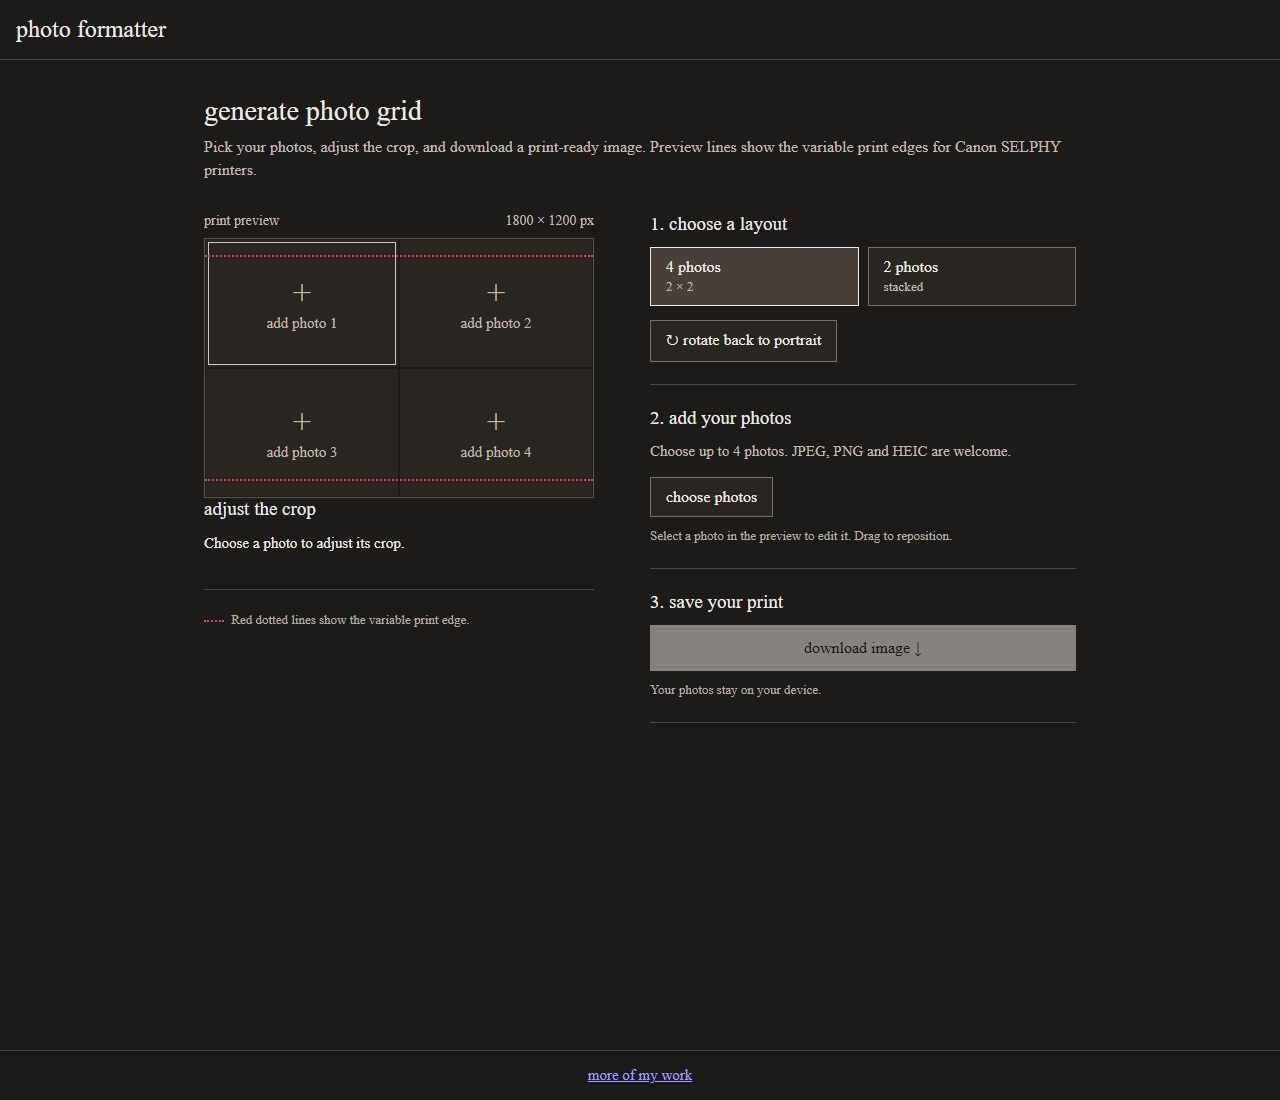 photo formatter
generate photo grid
Pick your photos, adjust the crop, and download a print-ready image. Preview lines show the variable print edges for Canon SELPHY
printers.
print preview
1800 × 1200 px
+
add photo 1
+
add photo 2
+
add photo 3
+
add photo 4
adjust the crop
Choose a photo to adjust its crop.
Red dotted lines show the variable print edge.
1. choose a layout
4 photos
2 × 2
2 photos
stacked
↻ rotate back to portrait
2. add your photos
Choose up to 4 photos. JPEG, PNG and HEIC are welcome.
choose photos
Select a photo in the preview to edit it. Drag to reposition.
3. save your print
download image ↓
Your photos stay on your device.
more of my work